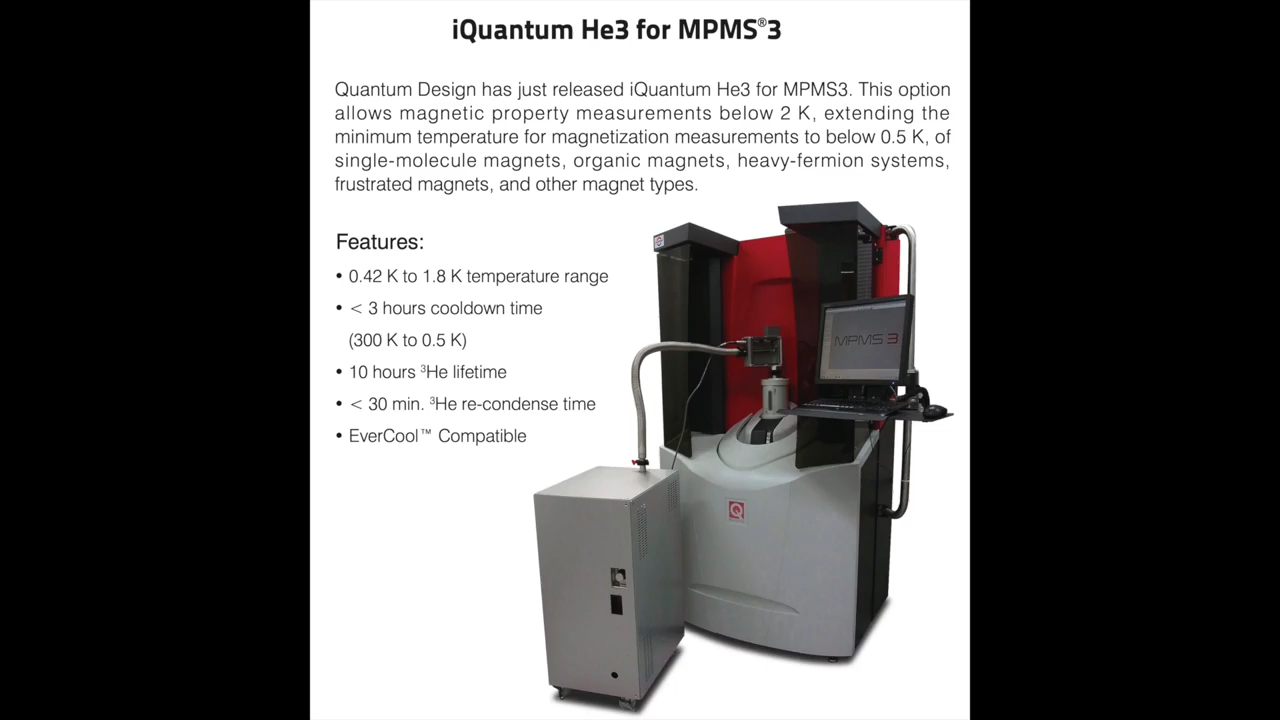 iQuantum He3 for MPMS®3
Quantum Design has just released iQuantum He3 for MPMS3. This option
allows magnetic property measurements below 2 K, extending the
minimum temperature for magnetization measurements to below 0.5 K, of
single-molecule magnets, organic magnets, heavy-fermion systems,
frustrated magnets, and other magnet types.
Features:
• 0.42 K to 1.8 K temperature range
• < 3 hours cooldown time
(300 K to 0.5 K)
• 10 hours ³He lifetime
• < 30 min. ³He re-condense time
• EverCool™ Compatible
MPMS 3
Q